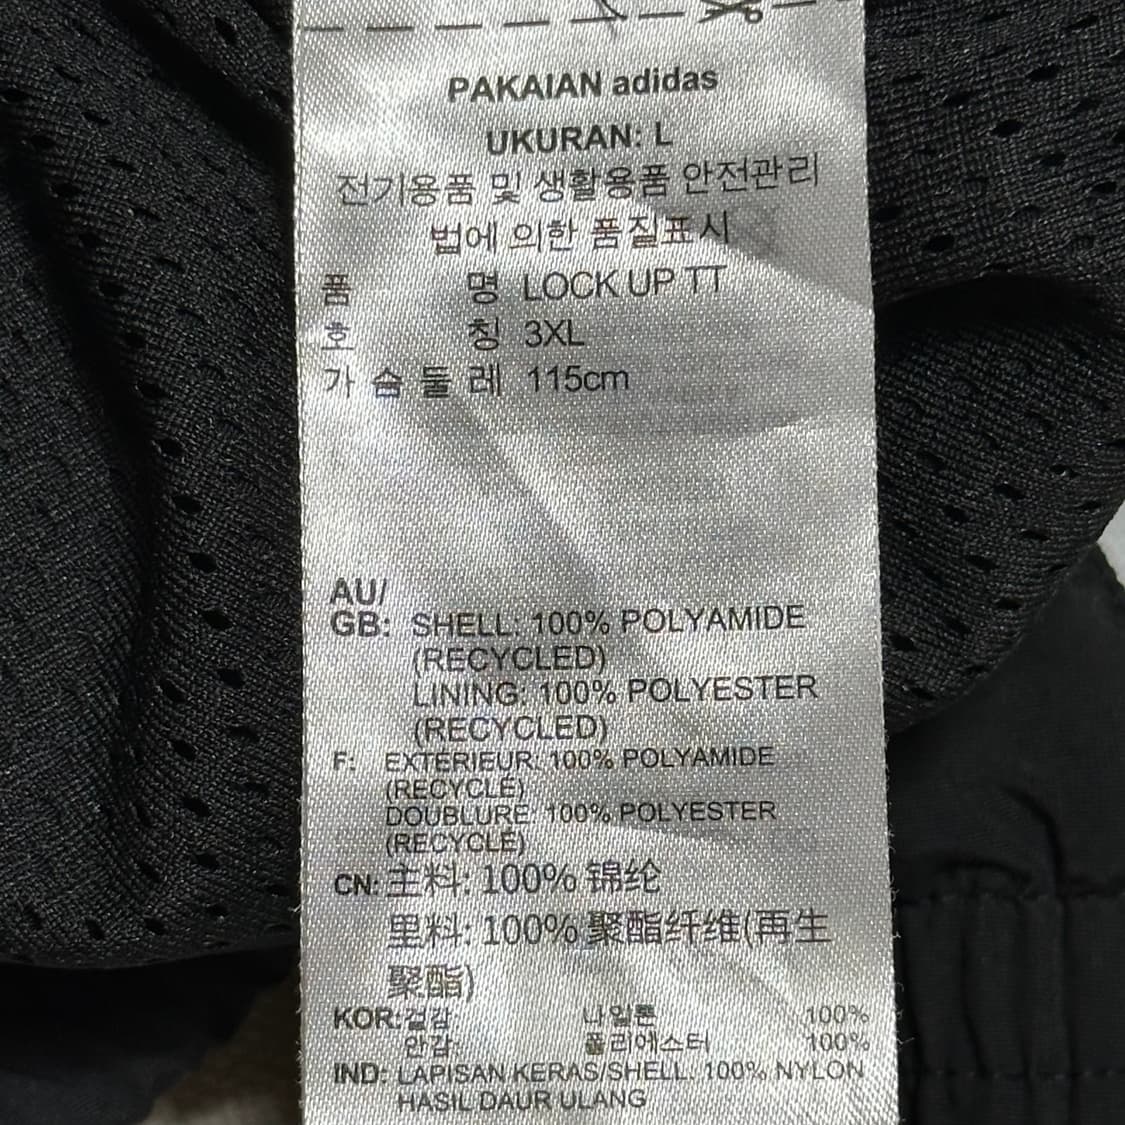 PAKAIAN adidas
UKURAN: L
전기용품 및 생활용품 안전관리
법에 의한 품질표시
품 명 LOCK UP TT
호 칭 3XL
가 슴 둘 레 115cm
AU/
GB: SHELL: 100% POLYAMIDE
(RECYCLED)
LINING: 100% POLYESTER
(RECYCLED)
F: EXTÉRIEUR: 100% POLYAMIDE
(RECYCLÉ)
DOUBLURE: 100% POLYESTER
(RECYCLÉ)
CN: 主料: 100% 锦纶
里料: 100% 聚酯纤维(再生
聚酯)
KOR: 겉감 나일론 100%
안감: 폴리에스터 100%
IND: LAPISAN KERAS/SHELL: 100% NYLON
HASIL DAUR ULANG